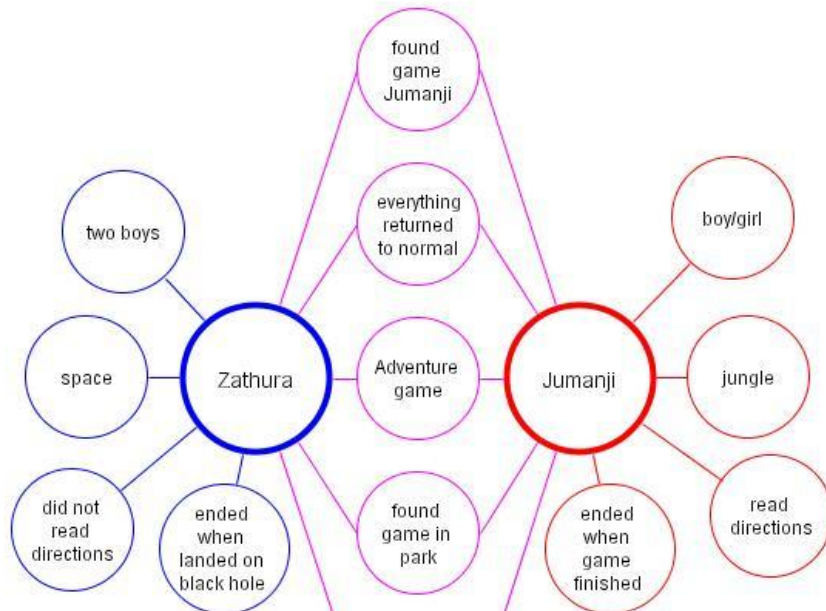 found
game
Jumanji
everything
returned
to normal
two boys
boy/girl
space
Zathura
Adventure
game
Jumanji
jungle
did not
read
directions
ended
when
landed on
black hole
found
game in
park
ended
when
game
finished
read
directions